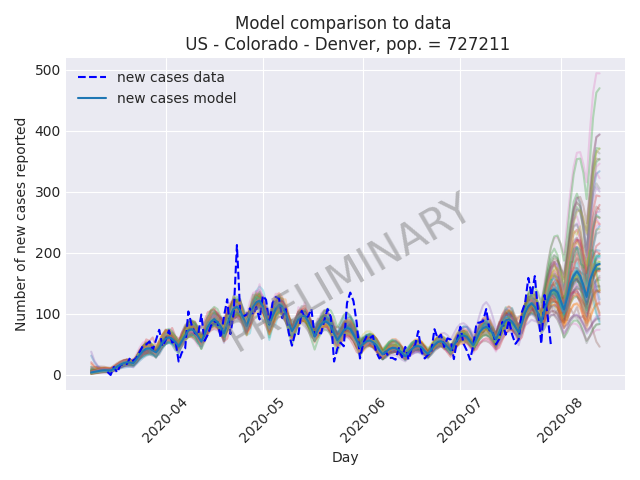 Model comparison to data
US - Colorado - Denver, pop. = 727211
new cases data
new cases model
PRELIMINARY
Number of new cases reported
500
400
300
200
100
0
2020-04
2020-05
2020-06
2020-07
2020-08
Day